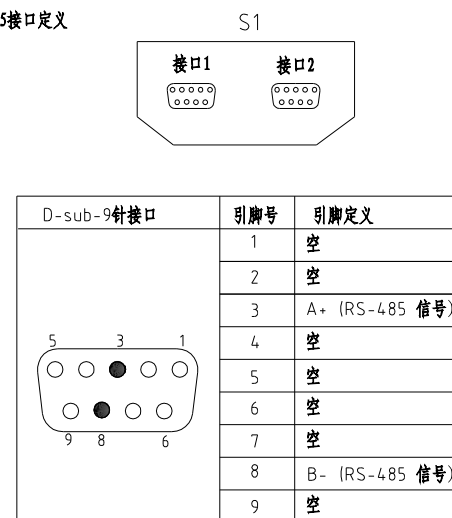 5接口定义
S1
接口1 接口2
D-sub-9针接口 引脚号 引脚定义
1 空
2 空
3 A+ (RS-485 信号)
4 空
5 空
6 空
7 空
8 B- (RS-485 信号)
9 空
5 3 1
9 8 6